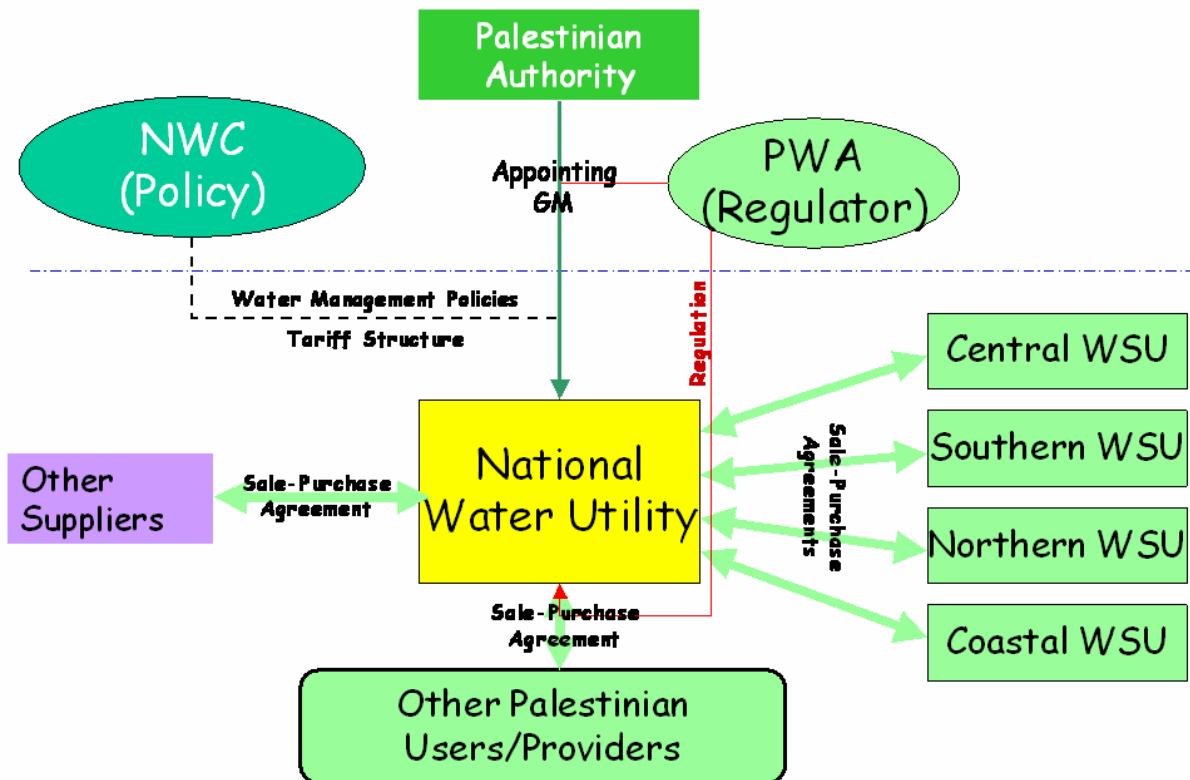 Palestinian
Authority
NWC
(Policy)
Appointing
GM
PWA
(Regulator)
Water Management Policies
Tariff Structure
Regulation
Central WSU
Southern WSU
Northern WSU
Coastal WSU
Sale-Purchase
Agreements
National
Water Utility
Other
Suppliers
Sale-Purchase
Agreement
Sale-Purchase
Agreement
Other Palestinian
Users/Providers